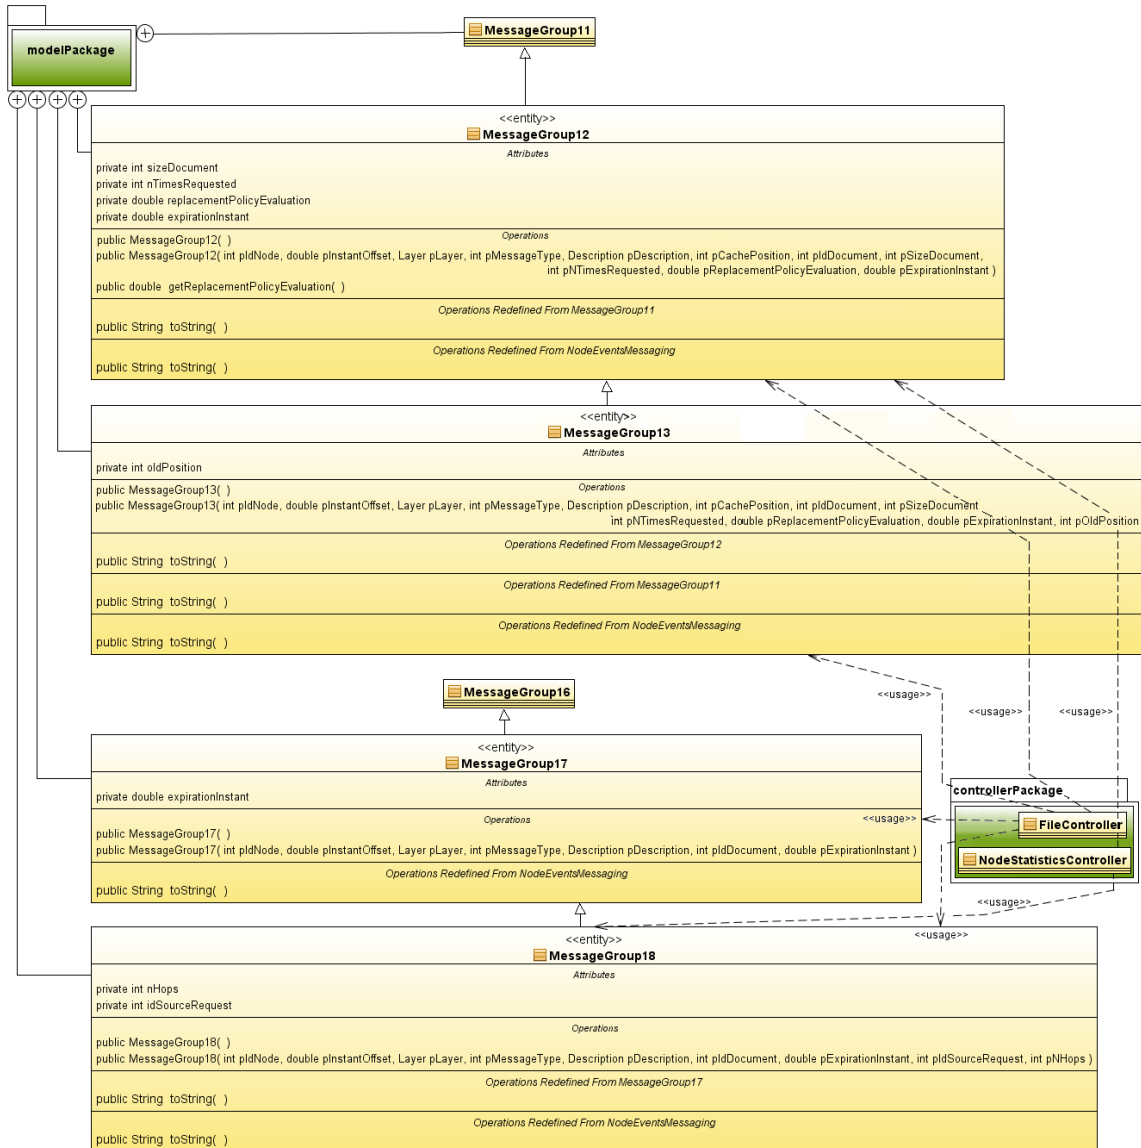 modelPackage
MessageGroup11
<<entity>>
MessageGroup12
Attributes
private int sizeDocument
private int nTimesRequested
private double replacementPolicyEvaluation
private double expirationInstant
Operations
public MessageGroup12( )
public MessageGroup12( int pIdNode, double pInstantOffset, Layer pLayer, int pMessageType, Description pDescription, int pCachePosition, int pIdDocument, int pSizeDocument,
int pNTimesRequested, double pReplacementPolicyEvaluation, double pExpirationInstant )
public double getReplacementPolicyEvaluation( )
Operations Redefined From MessageGroup11
public String toString( )
Operations Redefined From NodeEventsMessaging
public String toString( )
<<entity>>
MessageGroup13
Attributes
private int oldPosition
Operations
public MessageGroup13( )
public MessageGroup13( int pIdNode, double pInstantOffset, Layer pLayer, int pMessageType, Description pDescription, int pCachePosition, int pIdDocument, int pSizeDocument
int pNTimesRequested, double pReplacementPolicyEvaluation, double pExpirationInstant, int pOldPosition
Operations Redefined From MessageGroup12
public String toString( )
Operations Redefined From MessageGroup11
public String toString( )
Operations Redefined From NodeEventsMessaging
public String toString( )
<<usage>>
<<usage>>
<<usage>>
MessageGroup16
<<entity>>
MessageGroup17
Attributes
private double expirationInstant
Operations
public MessageGroup17( )
public MessageGroup17( int pIdNode, double pInstantOffset, Layer pLayer, int pMessageType, Description pDescription, int pIdDocument, double pExpirationInstant )
Operations Redefined From NodeEventsMessaging
public String toString( )
controllerPackage
FileController
NodeStatisticsController
<<usage>>
<<usage>>
<<usage>>
<<entity>>
MessageGroup18
Attributes
private int nHops
private int idSourceRequest
Operations
public MessageGroup18( )
public MessageGroup18( int pIdNode, double pInstantOffset, Layer pLayer, int pMessageType, Description pDescription, int pIdDocument, double pExpirationInstant, int pIdSourceRequest, int pNHops )
Operations Redefined From MessageGroup17
public String toString( )
Operations Redefined From NodeEventsMessaging
public String toString( )